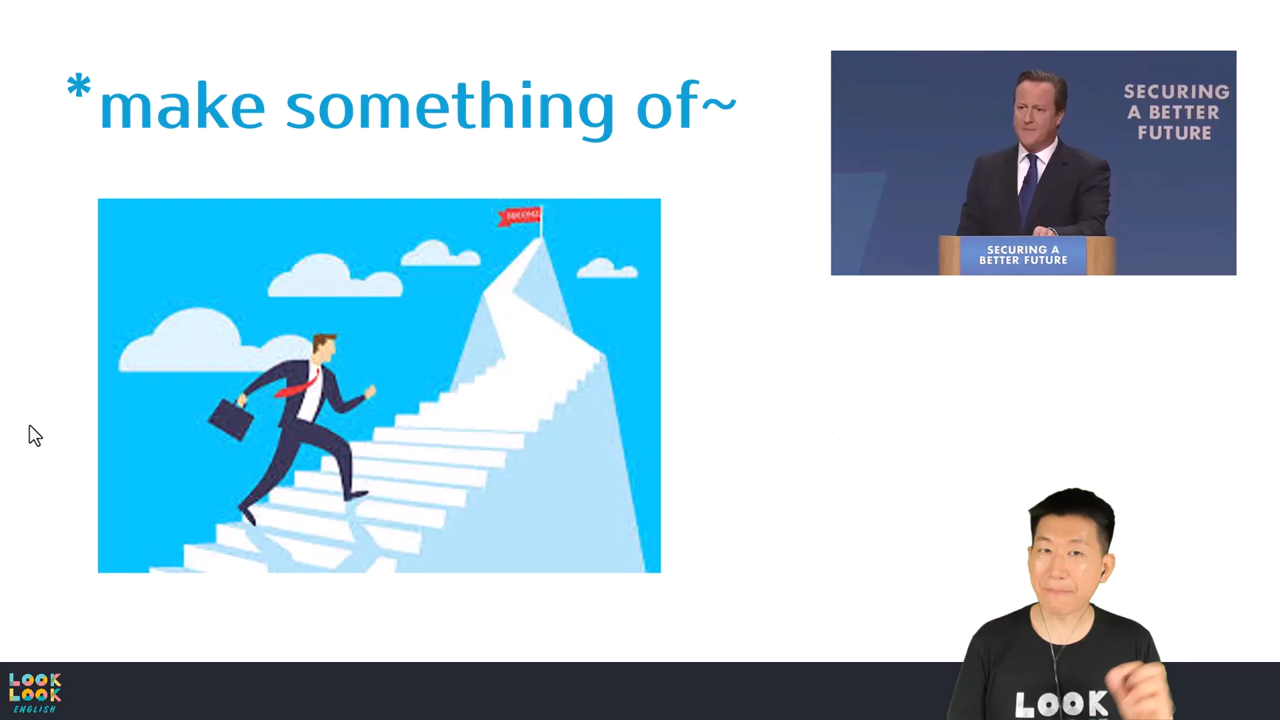 *make something of~
SECURING
A BETTER
FUTURE
SECURING A
BETTER FUTURE
LOOK
LOOK
LOOK
ENGLISH